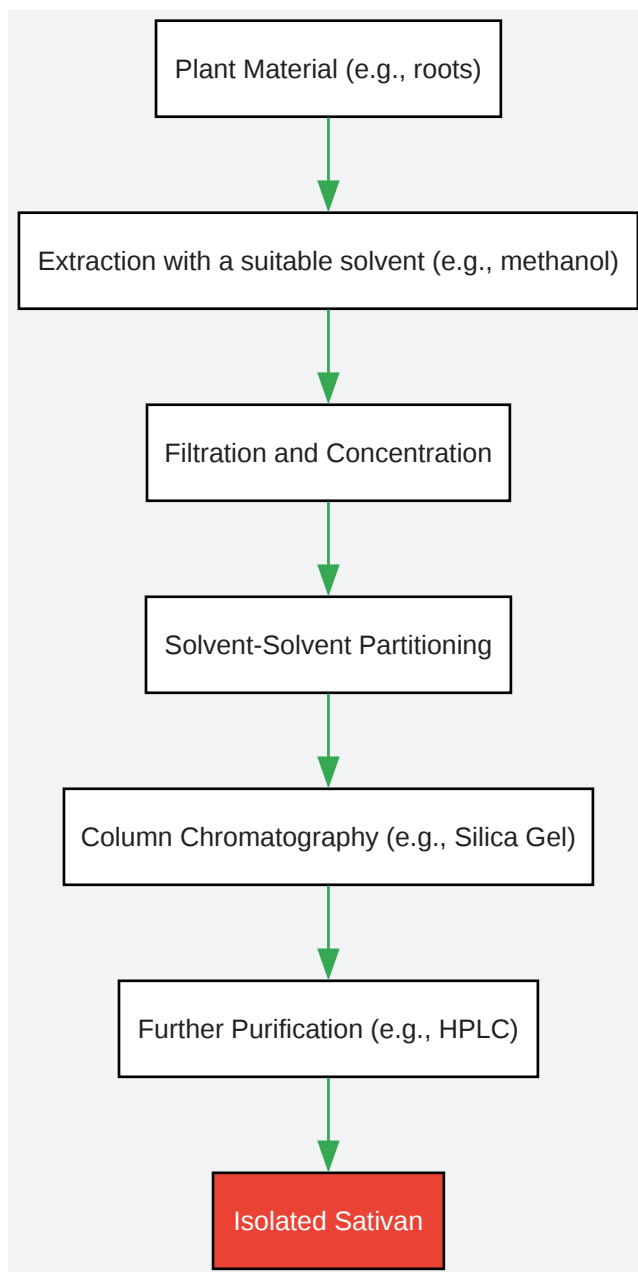 Plant Material (e.g., roots)
Extraction with a suitable solvent (e.g., methanol)
Filtration and Concentration
Solvent-Solvent Partitioning
Column Chromatography (e.g., Silica Gel)
Further Purification (e.g., HPLC)
Isolated Sativan